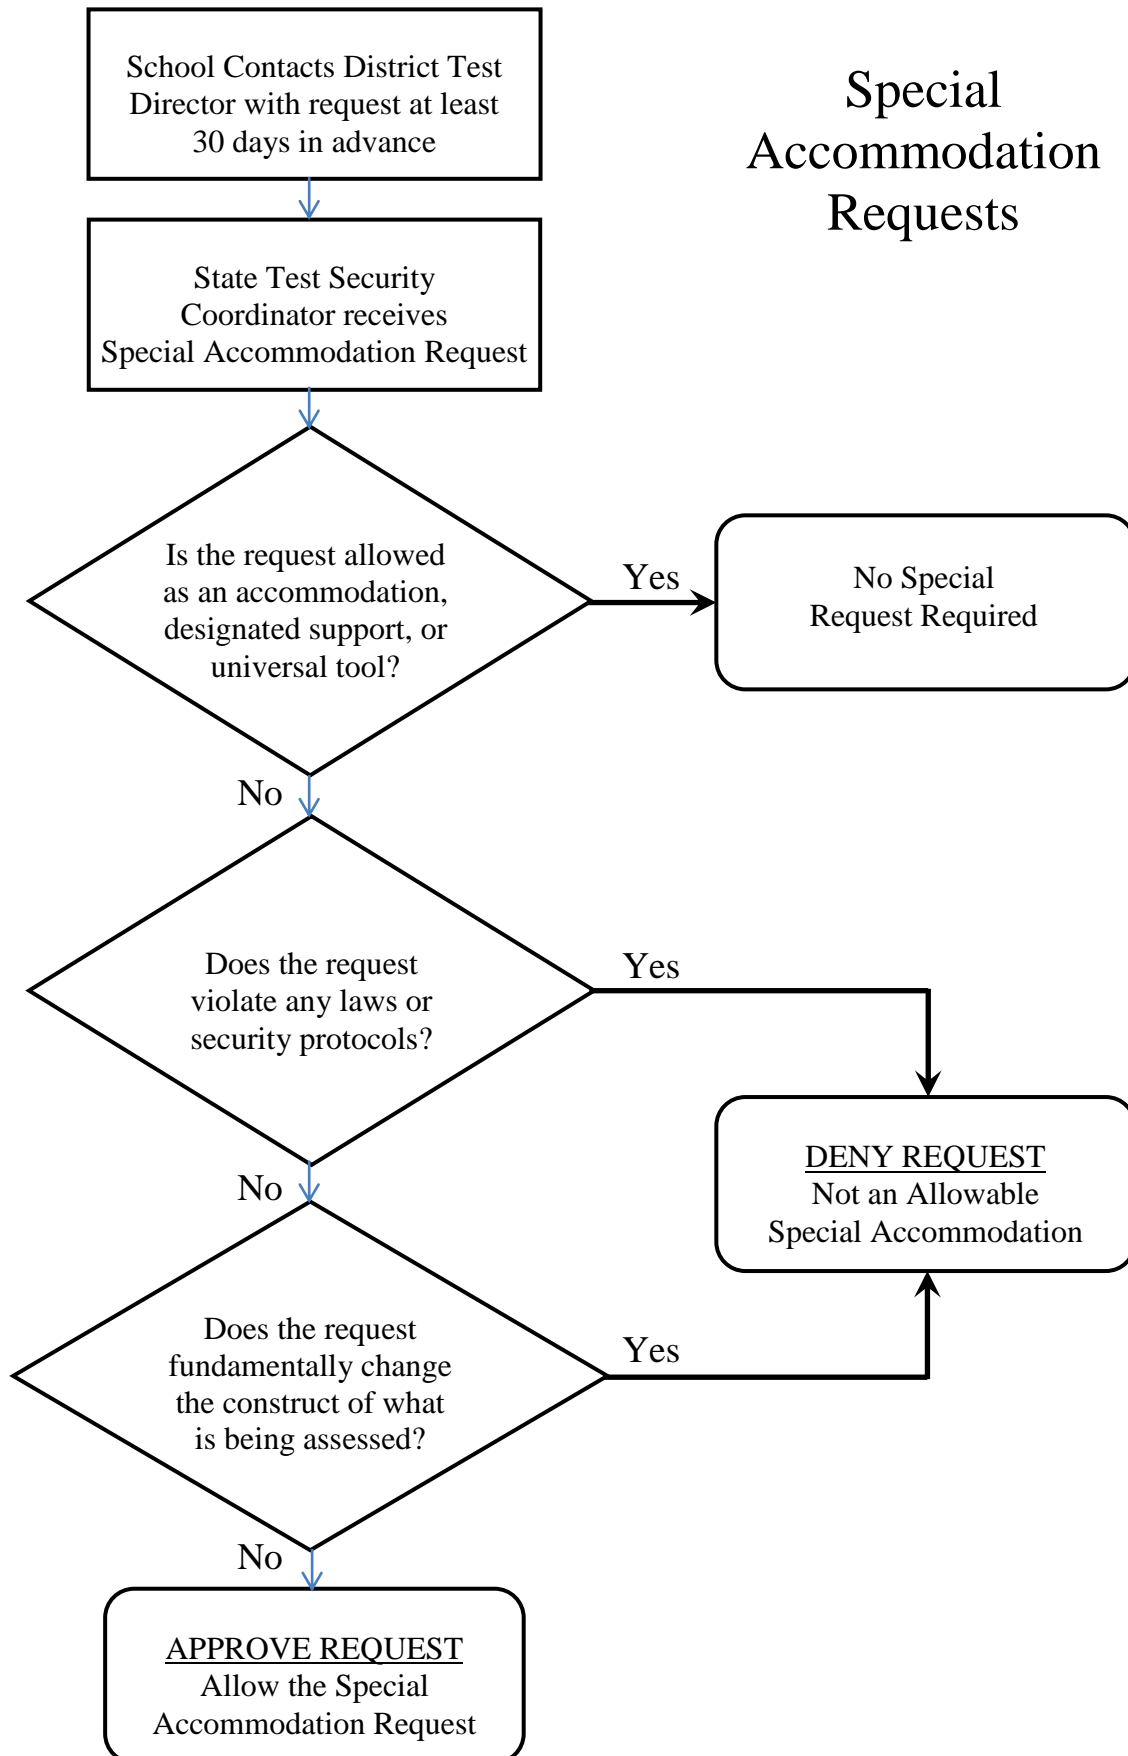 School Contacts District Test
Director with request at least
30 days in advance
Special
Accommodation
Requests
State Test Security
Coordinator receives
Special Accommodation Request
Is the request allowed
as an accommodation,
designated support, or
universal tool?
Yes
No Special
Request Required
No
Does the request
violate any laws or
security protocols?
Yes
DENY REQUEST
Not an Allowable
Special Accommodation
No
Does the request
fundamentally change
the construct of what
is being assessed?
Yes
No
APPROVE REQUEST
Allow the Special
Accommodation Request